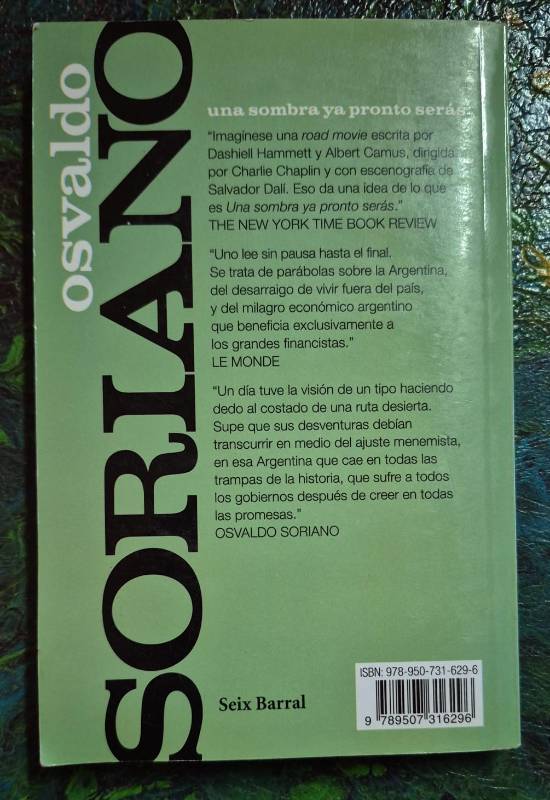 osvaldo
SORIANO
una sombra ya pronto serás
“Imagínese una road movie escrita por
Dashiell Hammett y Albert Camus, dirigida
por Charlie Chaplin y con escenografía de
Salvador Dalí. Eso da una idea de lo que
es Una sombra ya pronto serás.”
THE NEW YORK TIME BOOK REVIEW
“Uno lee sin pausa hasta el final.
Se trata de parábolas sobre la Argentina,
del desarraigo de vivir fuera del país,
y del milagro económico argentino
que beneficia exclusivamente a
los grandes financistas.”
LE MONDE
“Un día tuve la visión de un tipo haciendo
dedo al costado de una ruta desierta.
Supe que sus desventuras debían
transcurrir en medio del ajuste menemista,
en esa Argentina que cae en todas las
trampas de la historia, que sufre a todos
los gobiernos después de creer en todas
las promesas.”
OSVALDO SORIANO
Seix Barral
ISBN: 978-950-731-629-6
9 789507 316296